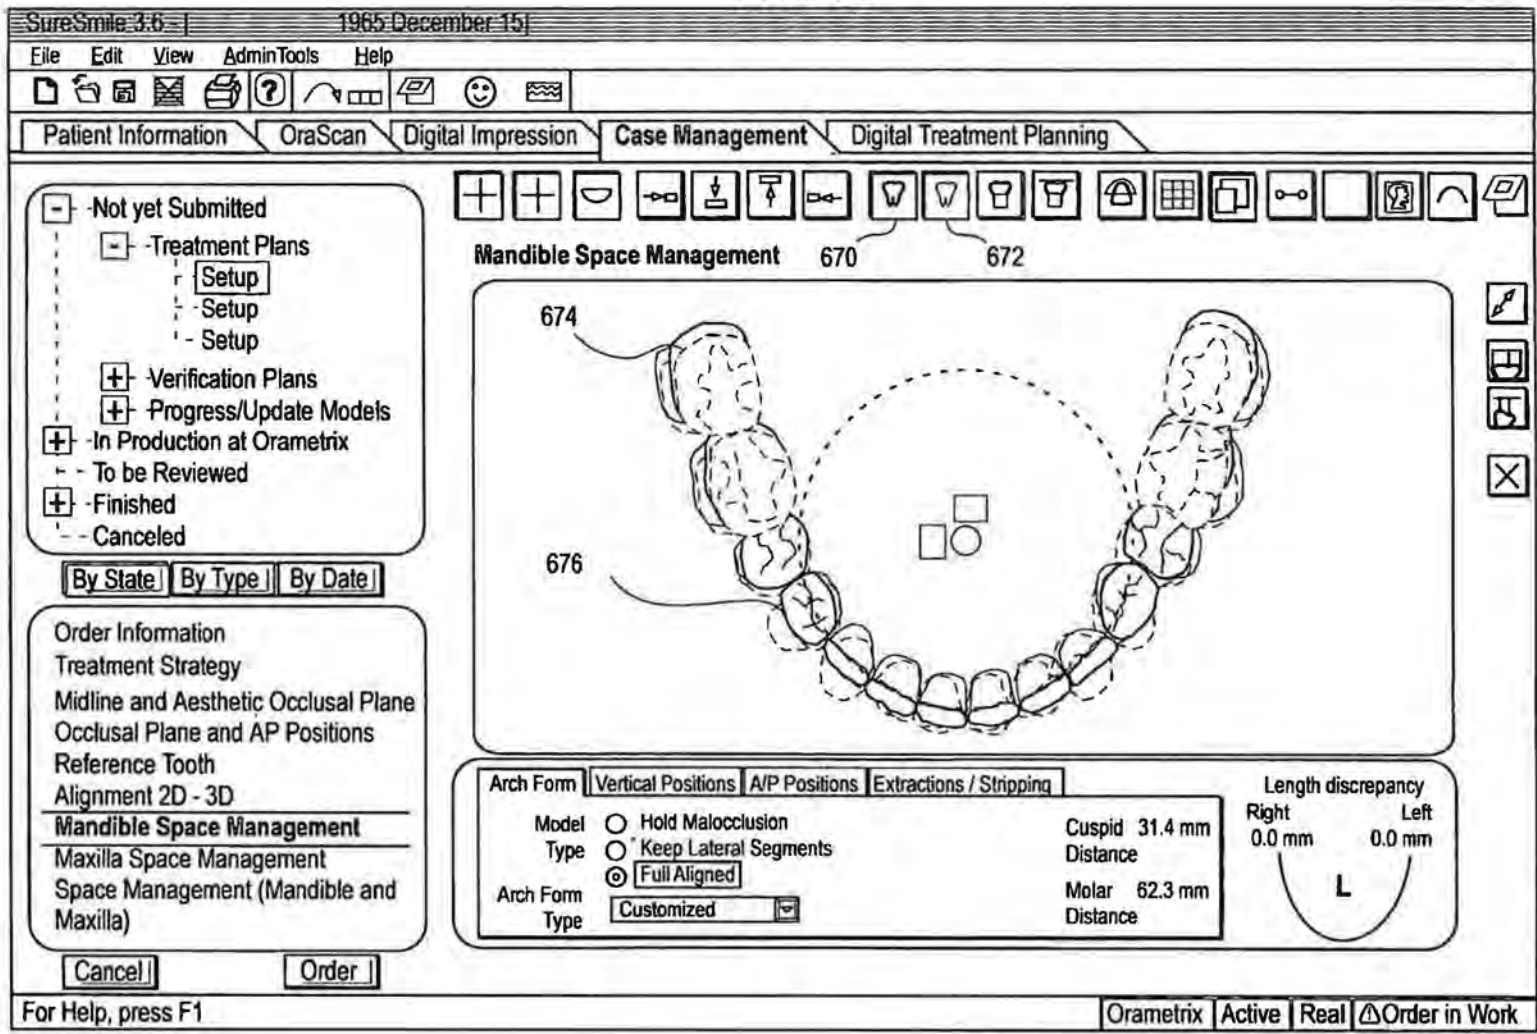 SureSmile 3.6 - [ 1965 December 15]
File Edit View AdminTools Help
Patient Information OraScan Digital Impression Case Management Digital Treatment Planning
- Not yet Submitted
- Treatment Plans
Setup
Setup
Setup
+ Verification Plans
+ Progress/Update Models
+ In Production at Orametrix
To be Reviewed
+ Finished
Canceled
By State By Type By Date
Order Information
Treatment Strategy
Midline and Aesthetic Occlusal Plane
Occlusal Plane and AP Positions
Reference Tooth
Alignment 2D - 3D
Mandible Space Management
Maxilla Space Management
Space Management (Mandible and
Maxilla)
Cancel Order
Mandible Space Management 670 672
674
676
Arch Form Vertical Positions A/P Positions Extractions / Stripping
Model Type
Hold Malocclusion
Keep Lateral Segments
Full Aligned
Arch Form Type
Customized
Cuspid Distance 31.4 mm
Molar Distance 62.3 mm
Length discrepancy
Right Left
0.0 mm 0.0 mm
L
For Help, press F1
Orametrix Active Real Order in Work